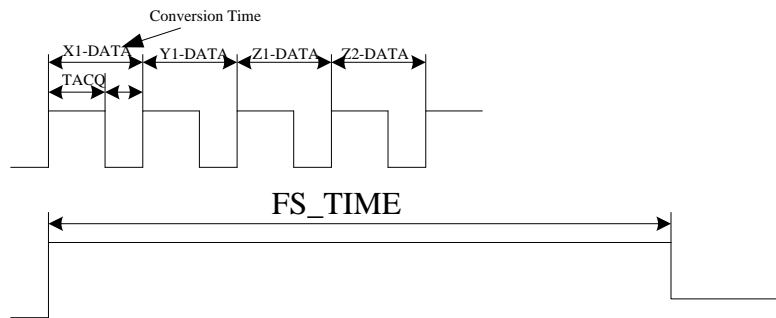 Conversion Time
X1-DATA Y1-DATA Z1-DATA Z2-DATA
TACQ
FS_TIME